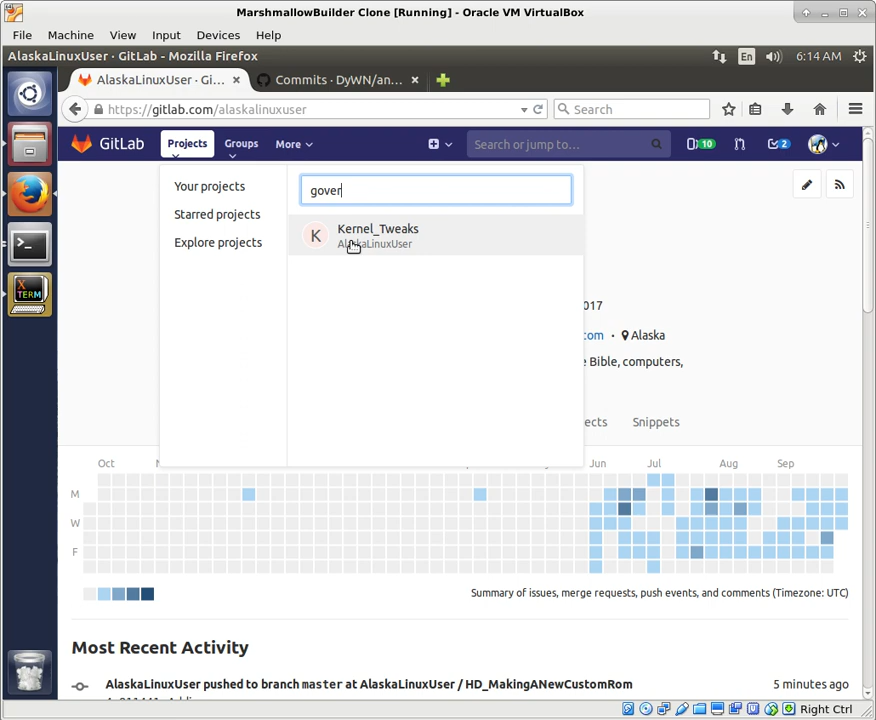 MarshmallowBuilder Clone [Running] - Oracle VM VirtualBox
File Machine View Input Devices Help
AlaskaLinuxUser · GitLab - Mozilla Firefox
En
6:14 AM
AlaskaLinuxUser · Gi... ×
Commits · DyWN/an... ×
https://gitlab.com/alaskalinuxuser
Search
GitLab
Projects
Groups
More
Search or jump to...
10
2
Your projects
Starred projects
Explore projects
gover
K
Kernel_Tweaks
AlaskaLinuxUser
017
com · Alaska
e Bible, computers,
ects
Snippets
Oct
Jun
Jul
Aug
Sep
M
W
F
Summary of issues, merge requests, push events, and comments (Timezone: UTC)
Most Recent Activity
AlaskaLinuxUser pushed to branch master at AlaskaLinuxUser / HD_MakingANewCustomRom
5 minutes ago
X
TERM
Right Ctrl